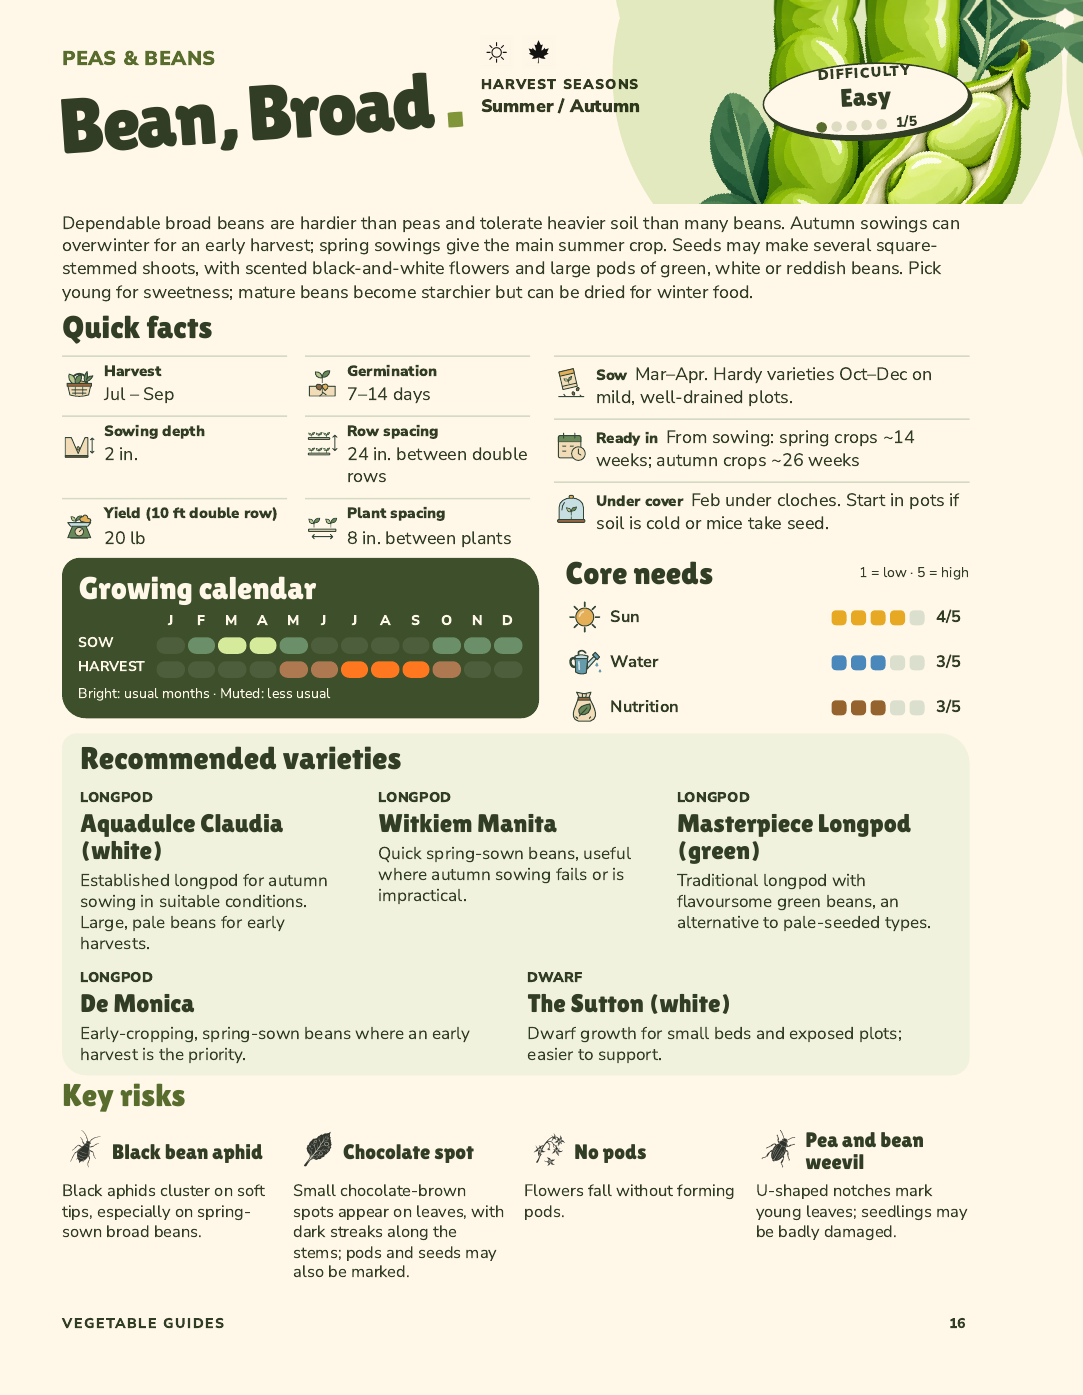 PEAS & BEANS
Bean, Broad.
HARVEST SEASONS
Summer / Autumn
DIFFICULTY
Easy
1/5
Dependable broad beans are hardier than peas and tolerate heavier soil than many beans. Autumn sowings can
overwinter for an early harvest; spring sowings give the main summer crop. Seeds may make several square-
stemmed shoots, with scented black-and-white flowers and large pods of green, white or reddish beans. Pick
young for sweetness; mature beans become starchier but can be dried for winter food.
Quick facts
Harvest
Jul – Sep
Germination
7–14 days
Sowing depth
2 in.
Row spacing
24 in. between double
rows
Yield (10 ft double row)
20 lb
Plant spacing
8 in. between plants
Sow Mar–Apr. Hardy varieties Oct–Dec on
mild, well-drained plots.
Ready in From sowing: spring crops ~14
weeks; autumn crops ~26 weeks
Under cover Feb under cloches. Start in pots if
soil is cold or mice take seed.
Growing calendar
J F M A M J J A S O N D
SOW
HARVEST
Bright: usual months · Muted: less usual
Core needs
1 = low · 5 = high
Sun 4/5
Water 3/5
Nutrition 3/5
Recommended varieties
LONGPOD
Aquadulce Claudia
(white)
Established longpod for autumn
sowing in suitable conditions.
Large, pale beans for early
harvests.
LONGPOD
Witkiem Manita
Quick spring-sown beans, useful
where autumn sowing fails or is
impractical.
LONGPOD
Masterpiece Longpod
(green)
Traditional longpod with
flavoursome green beans, an
alternative to pale-seeded types.
LONGPOD
De Monica
Early-cropping, spring-sown beans where an early
harvest is the priority.
DWARF
The Sutton (white)
Dwarf growth for small beds and exposed plots;
easier to support.
Key risks
Black bean aphid
Black aphids cluster on soft
tips, especially on spring-
sown broad beans.
Chocolate spot
Small chocolate-brown
spots appear on leaves, with
dark streaks along the
stems; pods and seeds may
also be marked.
No pods
Flowers fall without forming
pods.
Pea and bean
weevil
U-shaped notches mark
young leaves; seedlings may
be badly damaged.
VEGETABLE GUIDES
16